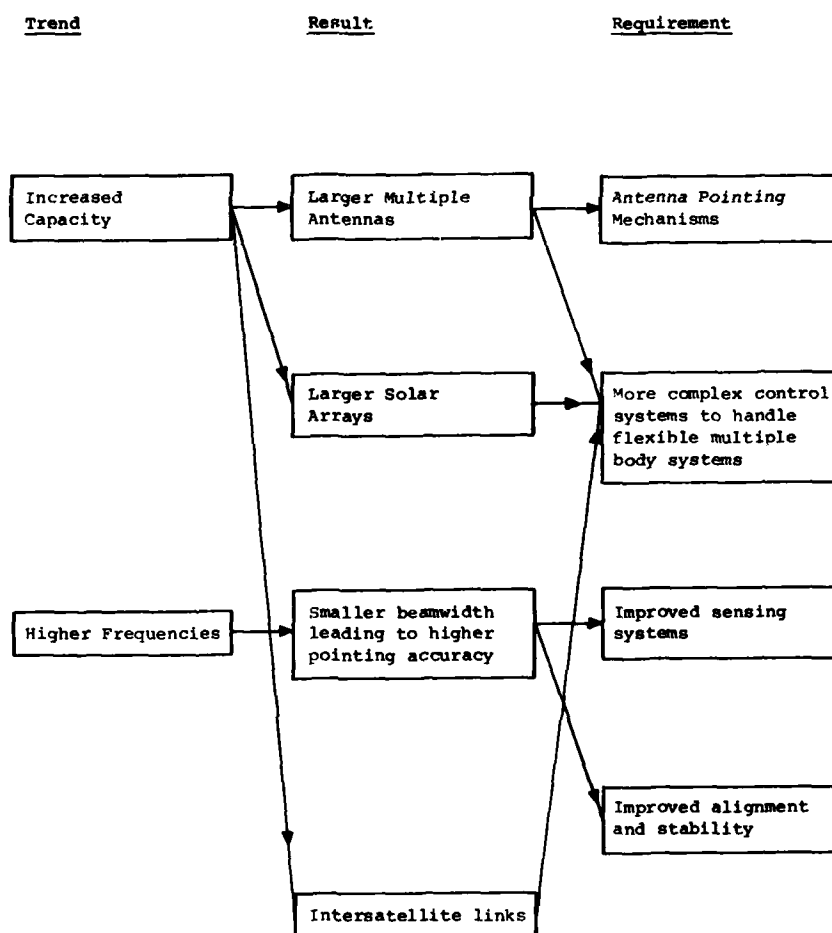 Trend
Result
Requirement
Increased
Capacity
Larger Multiple
Antennas
Antenna Pointing
Mechanisms
Larger Solar
Arrays
More complex control
systems to handle
flexible multiple
body systems
Higher Frequencies
Smaller beamwidth
leading to higher
pointing accuracy
Improved sensing
systems
Improved alignment
and stability
Intersatellite links